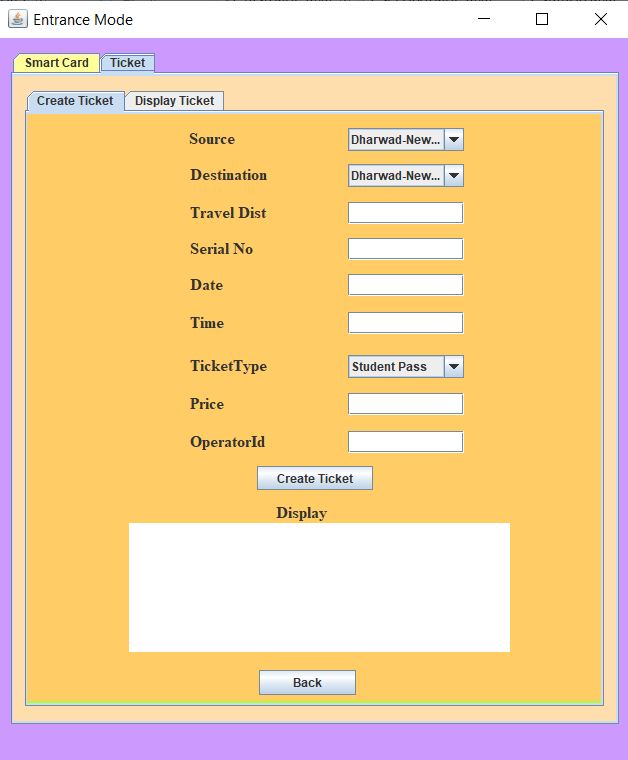 Entrance Mode
Smart Card Ticket
Create Ticket Display Ticket
Source Dharwad-New...
Destination Dharwad-New...
Travel Dist
Serial No
Date
Time
TicketType Student Pass
Price
OperatorId
Create Ticket
Display
Back